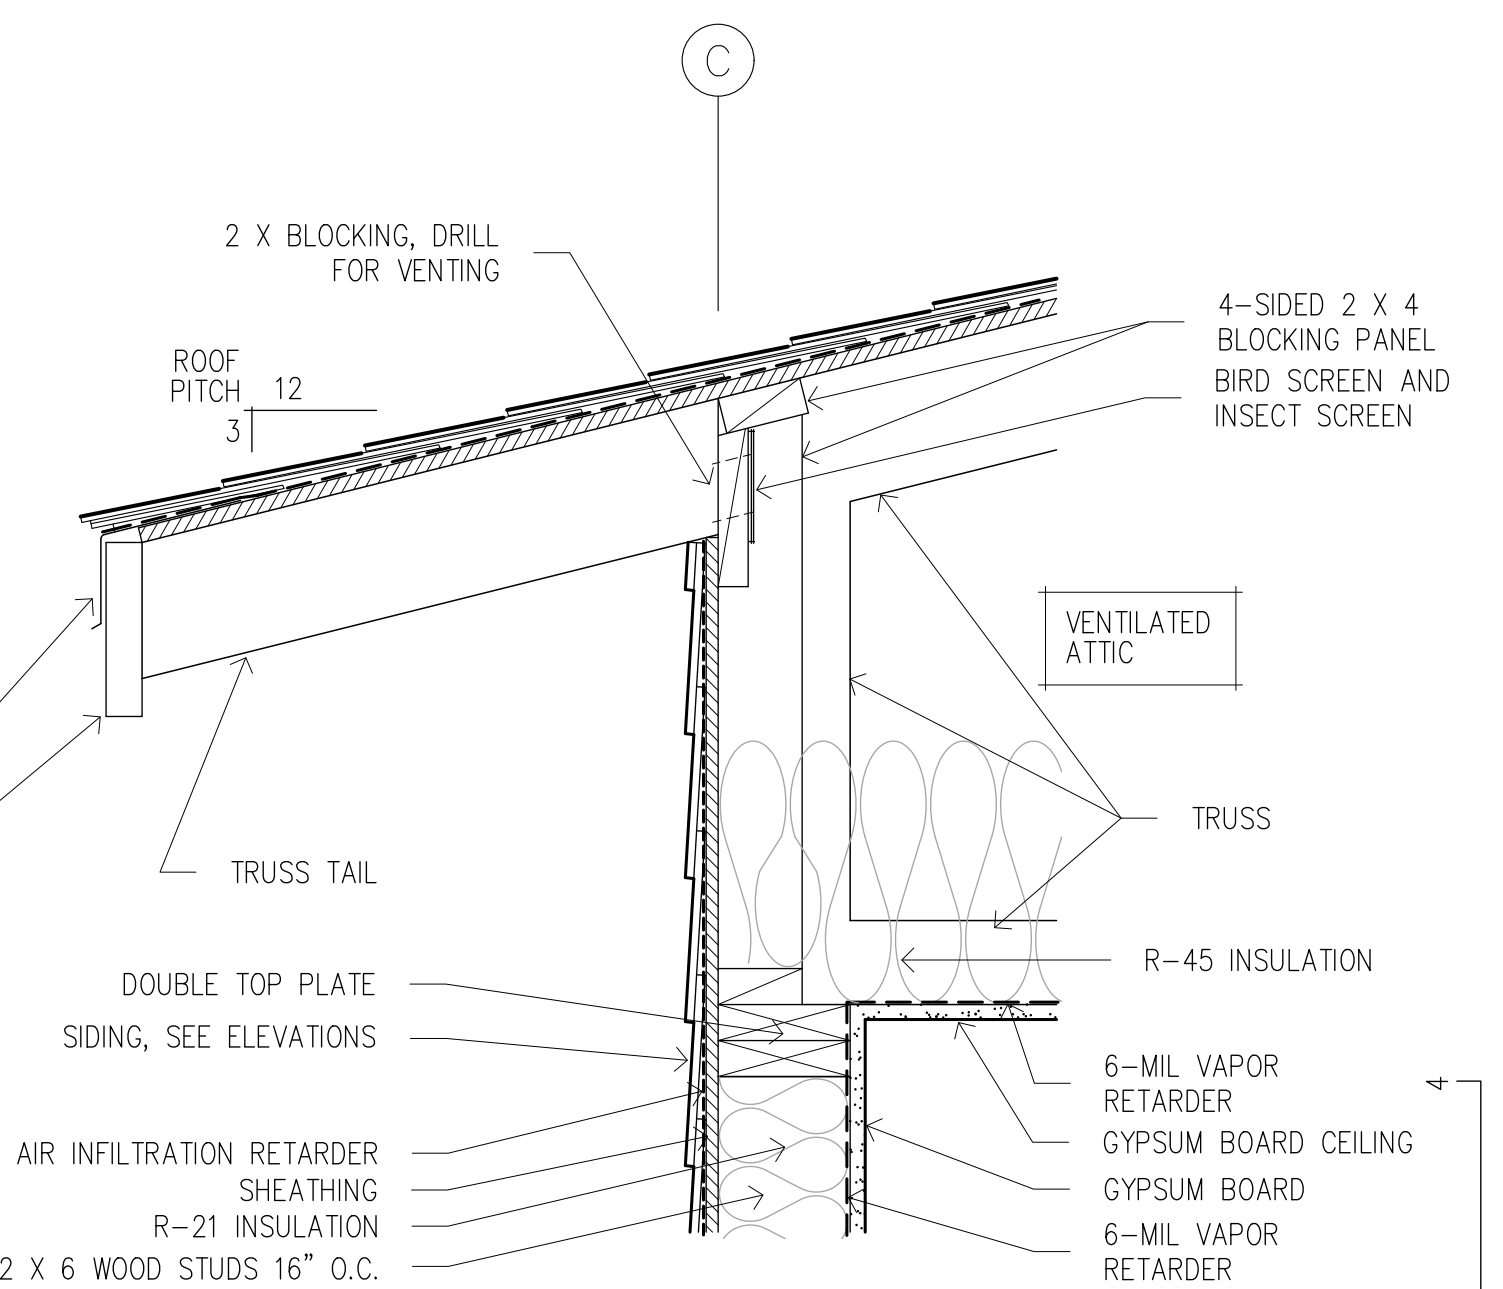 C
2 X BLOCKING, DRILL
FOR VENTING
4-SIDED 2 X 4
BLOCKING PANEL
BIRD SCREEN AND
INSECT SCREEN
ROOF
PITCH
12
3
VENTILATED
ATTIC
TRUSS
TRUSS TAIL
R-45 INSULATION
DOUBLE TOP PLATE
SIDING, SEE ELEVATIONS
6-MIL VAPOR
RETARDER
4
GYPSUM BOARD CEILING
AIR INFILTRATION RETARDER
SHEATHING
GYPSUM BOARD
R-21 INSULATION
6-MIL VAPOR
RETARDER
2 X 6 WOOD STUDS 16" O.C.